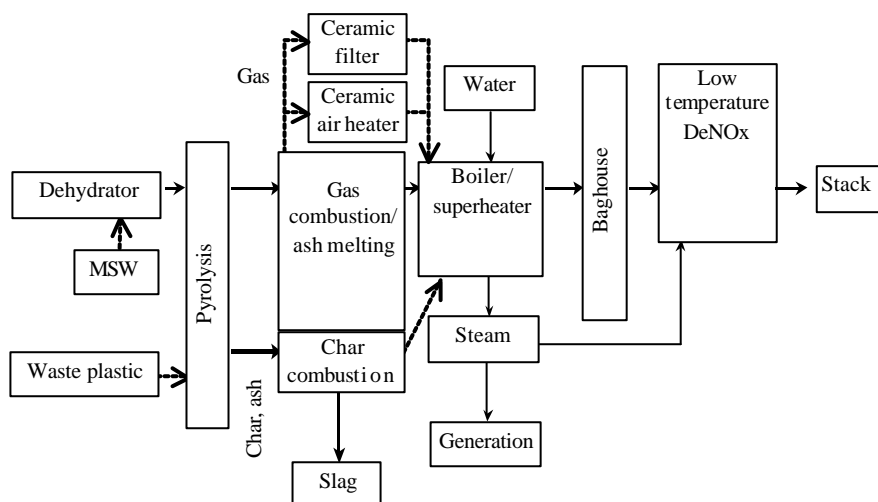 Ceramic
filter
Gas
Ceramic
air heater
Water
Low
temperature
DeNOx
Dehydrator
MSW
Waste plastic
Pyrolysis
Gas
combustion/
ash melting
Char
combustion
Char, ash
Slag
Boiler/
superheater
Steam
Generation
Baghouse
Stack